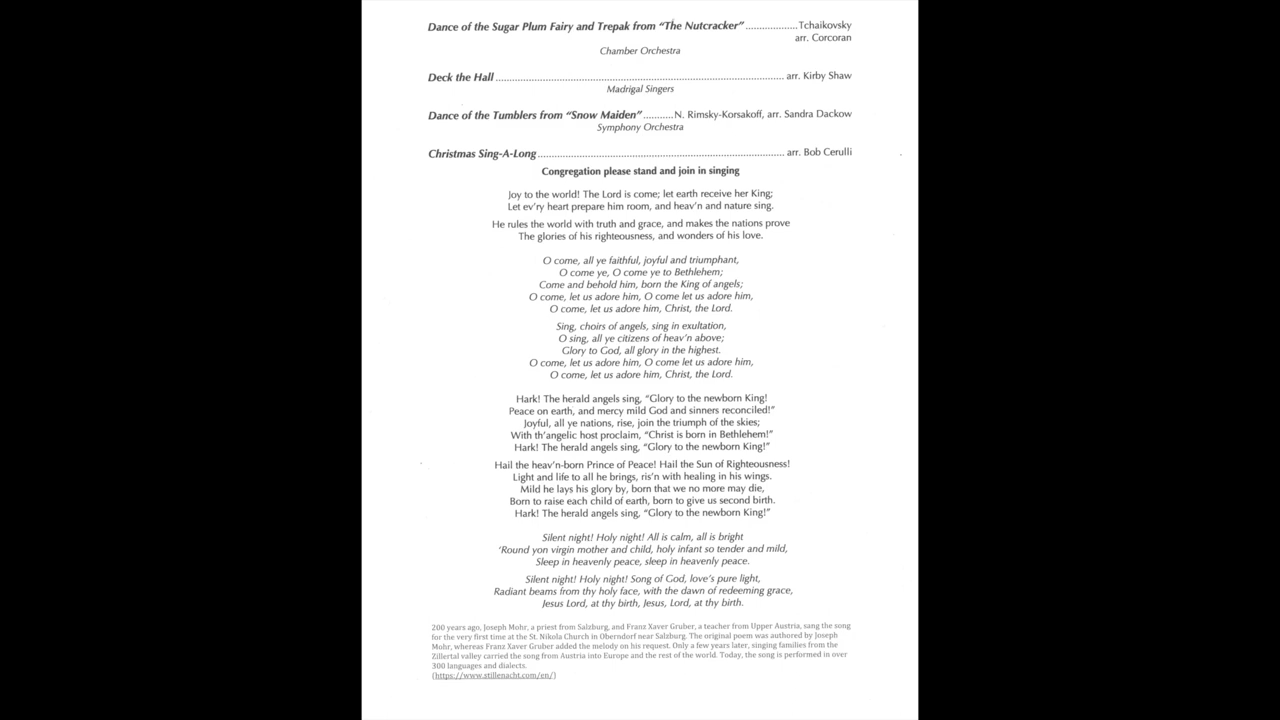 Dance of the Sugar Plum Fairy and Trepak from “The Nutcracker” ...................Tchaikovsky
arr. Corcoran
Chamber Orchestra
Deck the Hall ........................................................................................................ arr. Kirby Shaw
Madrigal Singers
Dance of the Tumblers from “Snow Maiden” ...........N. Rimsky-Korsakoff, arr. Sandra Dackow
Symphony Orchestra
Christmas Sing-A-Long ......................................................................................... arr. Bob Cerulli
Congregation please stand and join in singing
Joy to the world! The Lord is come; let earth receive her King;
Let ev’ry heart prepare him room, and heav’n and nature sing.
He rules the world with truth and grace, and makes the nations prove
The glories of his righteousness, and wonders of his love.
O come, all ye faithful, joyful and triumphant,
O come ye, O come ye to Bethlehem;
Come and behold him, born the King of angels;
O come, let us adore him, O come let us adore him,
O come, let us adore him, Christ, the Lord.
Sing, choirs of angels, sing in exultation,
O sing, all ye citizens of heav’n above;
Glory to God, all glory in the highest.
O come, let us adore him, O come let us adore him,
O come, let us adore him, Christ, the Lord.
Hark! The herald angels sing, “Glory to the newborn King!
Peace on earth, and mercy mild God and sinners reconciled!”
Joyful, all ye nations, rise, join the triumph of the skies;
With th’angelic host proclaim, “Christ is born in Bethlehem!”
Hark! The herald angels sing, “Glory to the newborn King!”
Hail the heav’n-born Prince of Peace! Hail the Sun of Righteousness!
Light and life to all he brings, ris’n with healing in his wings.
Mild he lays his glory by, born that we no more may die,
Born to raise each child of earth, born to give us second birth.
Hark! The herald angels sing, “Glory to the newborn King!”
Silent night! Holy night! All is calm, all is bright
‘Round yon virgin mother and child, holy infant so tender and mild,
Sleep in heavenly peace, sleep in heavenly peace.
Silent night! Holy night! Song of God, love’s pure light,
Radiant beams from thy holy face, with the dawn of redeeming grace,
Jesus Lord, at thy birth, Jesus, Lord, at thy birth.
200 years ago, Joseph Mohr, a priest from Salzburg, and Franz Xaver Gruber, a teacher from Upper Austria, sang the song
for the very first time at the St. Nikola Church in Oberndorf near Salzburg. The original poem was authored by Joseph
Mohr, whereas Franz Xaver Gruber added the melody on his request. Only a few years later, singing families from the
Zillertal valley carried the song from Austria into Europe and the rest of the world. Today, the song is performed in over
300 languages and dialects.
(https://www.stillenacht.com/en/)